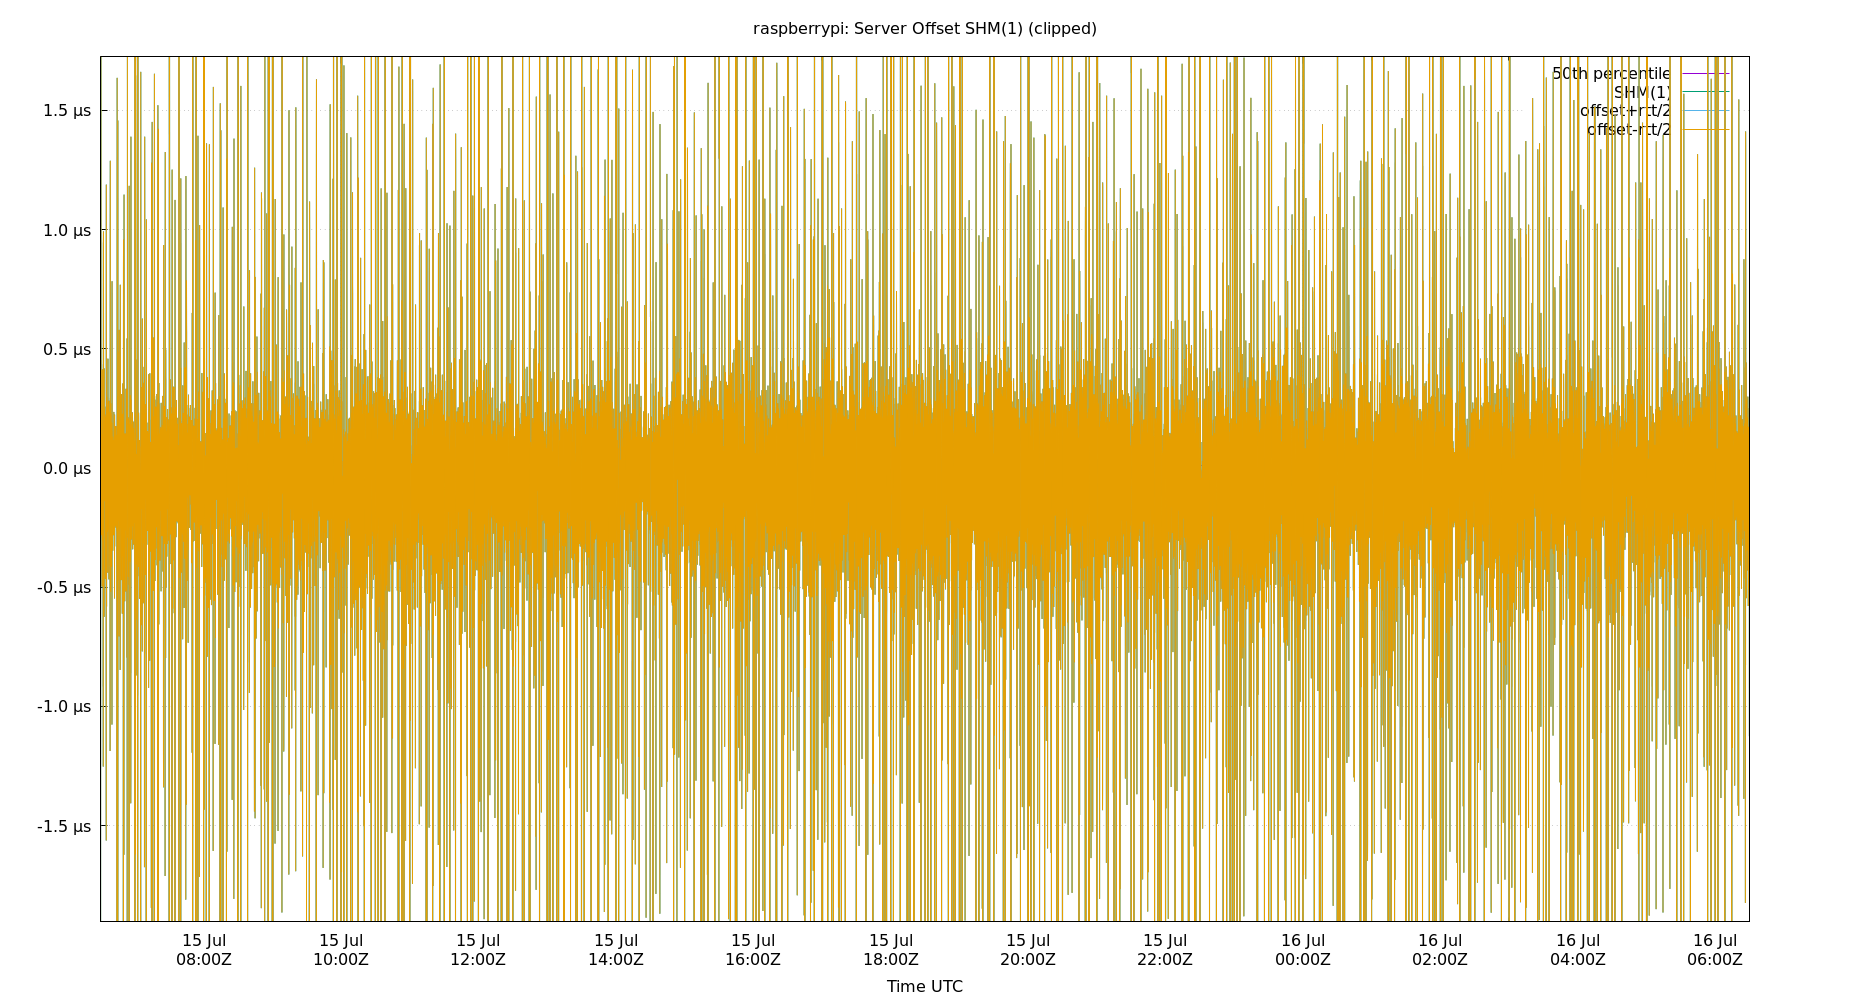 raspberrypi: Server Offset SHM(1) (clipped)
50th percentile
SHM(1)
offset+rtt/2
offset-rtt/2
1.5 µs
1.0 µs
0.5 µs
0.0 µs
-0.5 µs
-1.0 µs
-1.5 µs
15 Jul 15 Jul 15 Jul 15 Jul 15 Jul 15 Jul 15 Jul 15 Jul 16 Jul 16 Jul 16 Jul 16 Jul
08:00Z 10:00Z 12:00Z 14:00Z 16:00Z 18:00Z 20:00Z 22:00Z 00:00Z 02:00Z 04:00Z 06:00Z
Time UTC